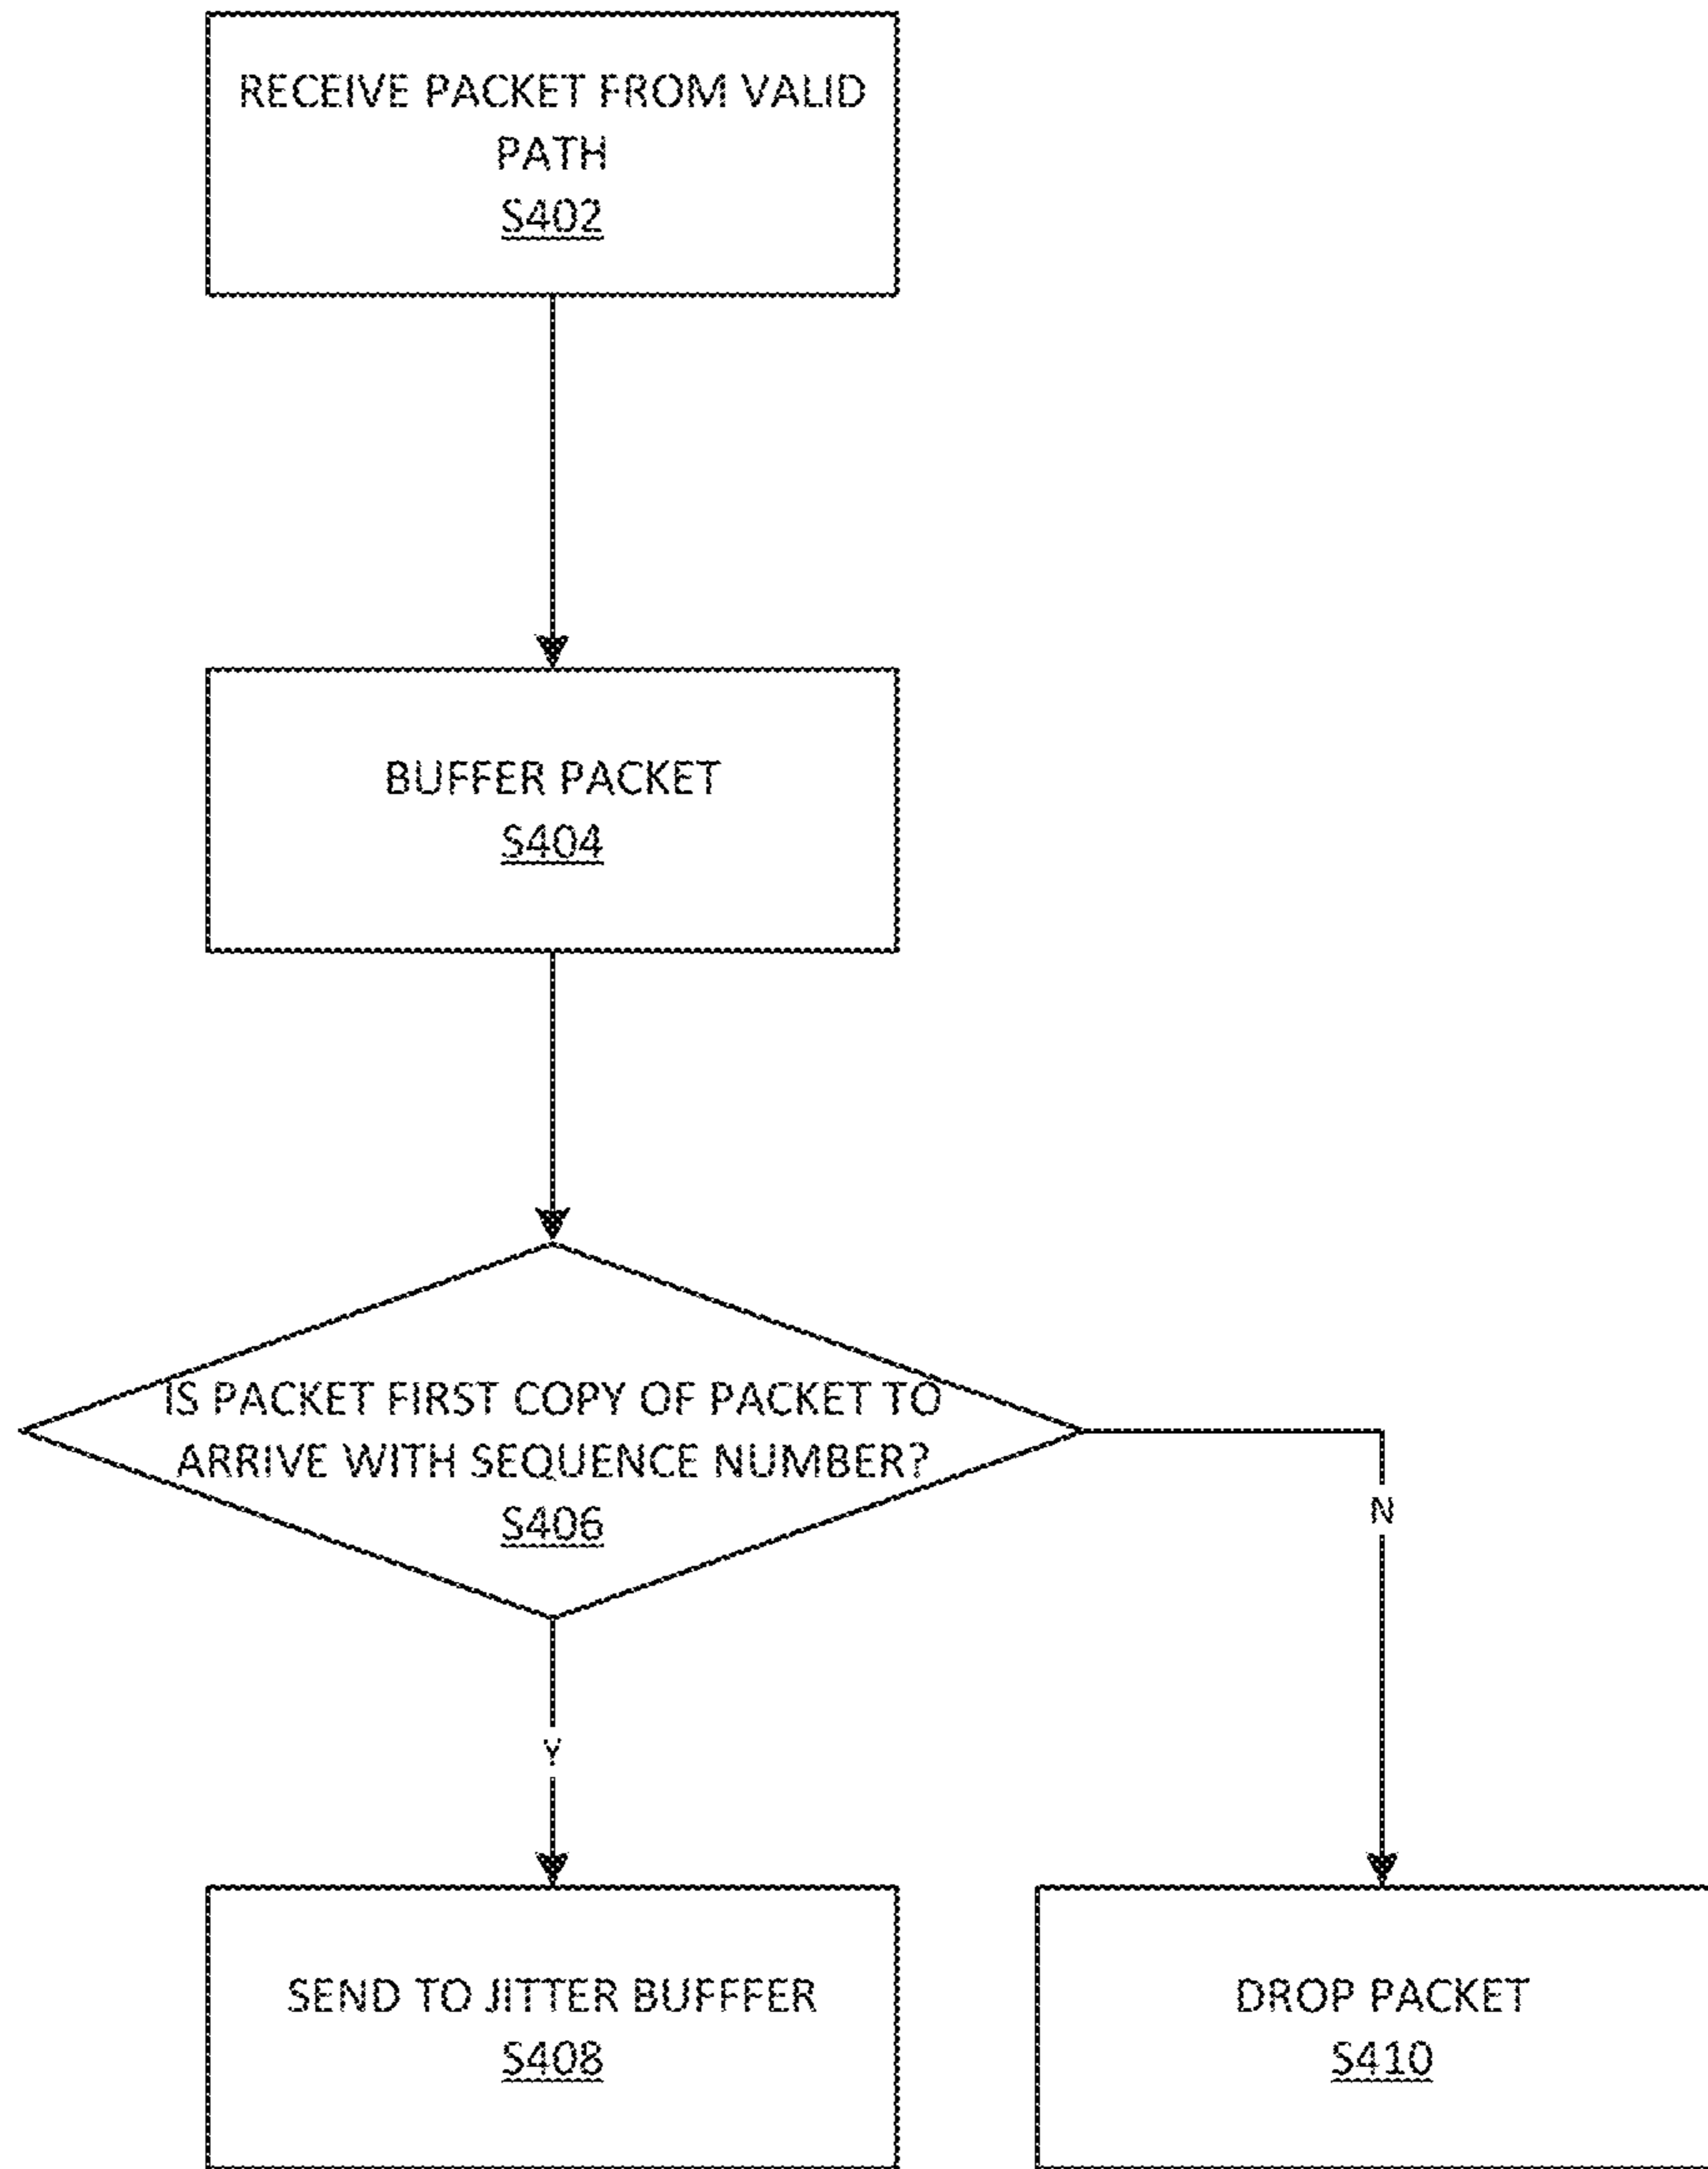 RECEIVE PACKET FROM VALID
PATH
S402
BUFFER PACKET
S404
IS PACKET FIRST COPY OF PACKET TO
ARRIVE WITH SEQUENCE NUMBER?
S406
N
Y
SEND TO JITTER BUFFFER
S408
DROP PACKET
S410